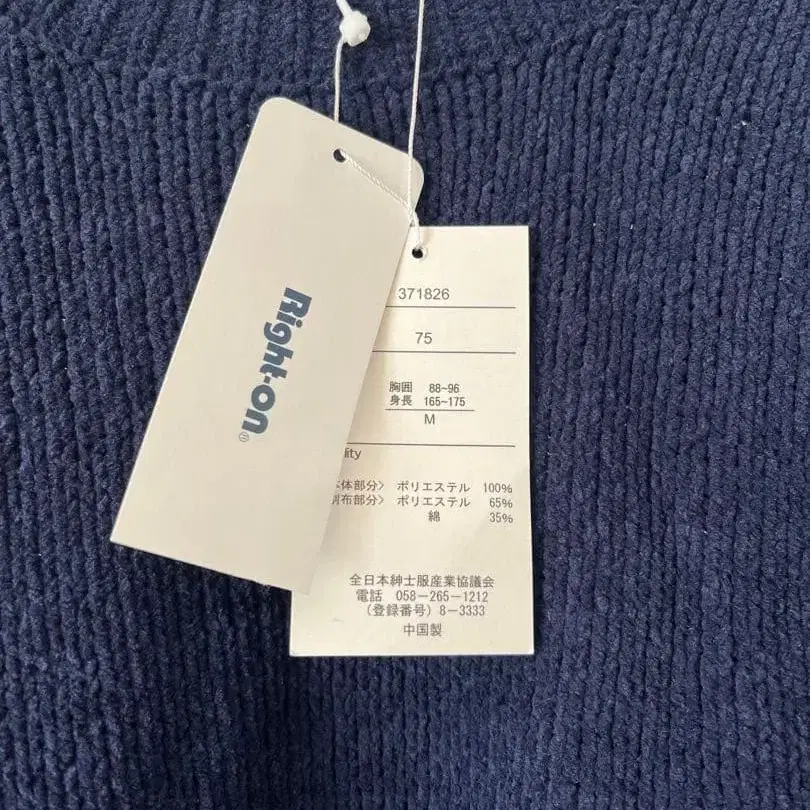 Right-on
371826
75
胸囲 88~96
身長 165~175
M
lity
体部分〉 ポリエステル 100%
布部分〉 ポリエステル 65%
綿 35%
全日本紳士服産業協議会
電話 058-265-1212
(登録番号) 8-3333
中国製